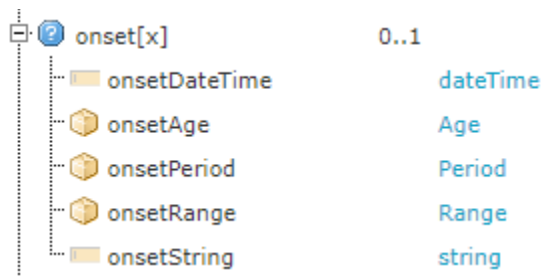 onset[x] 0..1
onsetDateTime dateTime
onsetAge Age
onsetPeriod Period
onsetRange Range
onsetString string